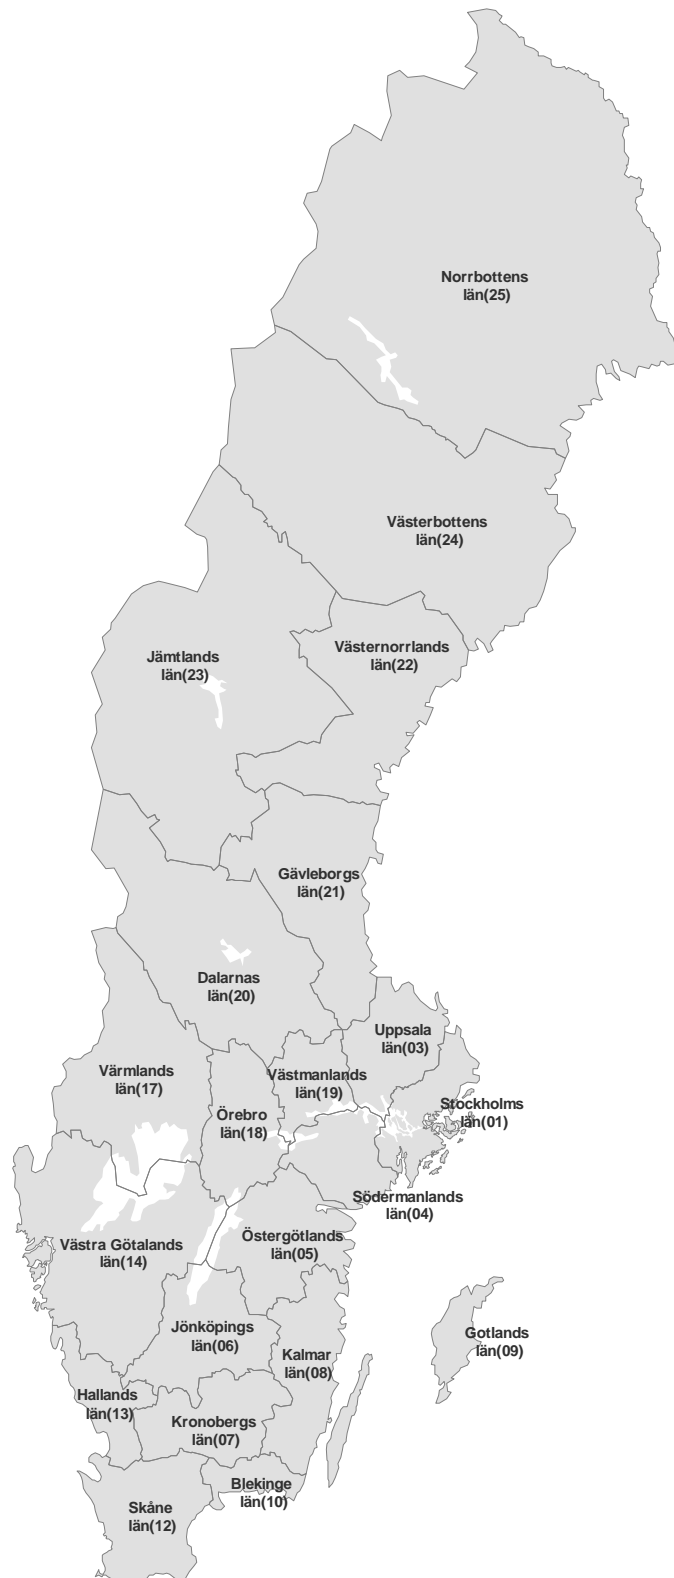 Norrbottens
län(25)
Västerbottens
län(24)
Västernorrlands
län(22)
Jämtlands
län(23)
Gävleborgs
län(21)
Dalarnas
län(20)
Uppsala
län(03)
Värmlands
län(17)
Västmanlands
län(19)
Stockholms
län(01)
Örebro
län(18)
Södermanlands
län(04)
Västra Götalands
län(14)
Östergötlands
län(05)
Jönköpings
län(06)
Gotlands
län(09)
Kalmar
län(08)
Hallands
län(13)
Kronobergs
län(07)
Blekinge
län(10)
Skåne
län(12)